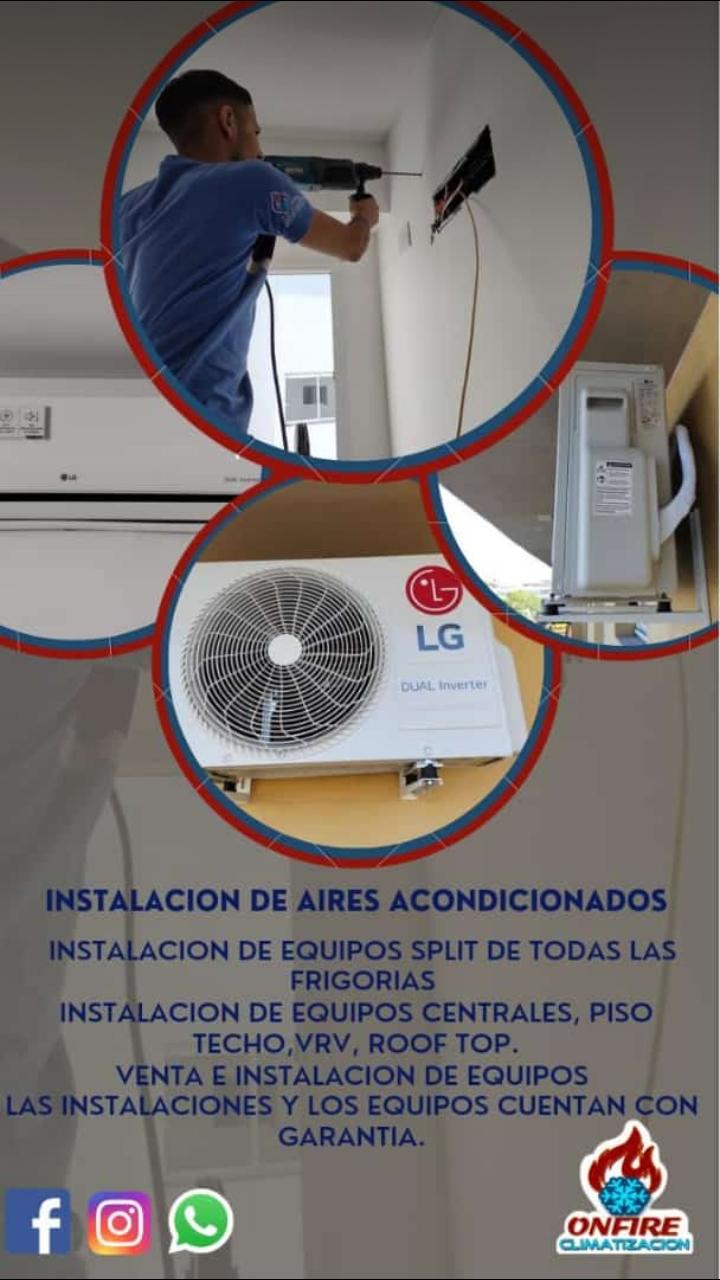 LG
LG
DUAL Inverter
INSTALACION DE AIRES ACONDICIONADOS
INSTALACION DE EQUIPOS SPLIT DE TODAS LAS
FRIGORIAS
INSTALACION DE EQUIPOS CENTRALES, PISO
TECHO,VRV, ROOF TOP.
VENTA E INSTALACION DE EQUIPOS
LAS INSTALACIONES Y LOS EQUIPOS CUENTAN CON
GARANTIA.
ONFIRE
CLIMATIZACION